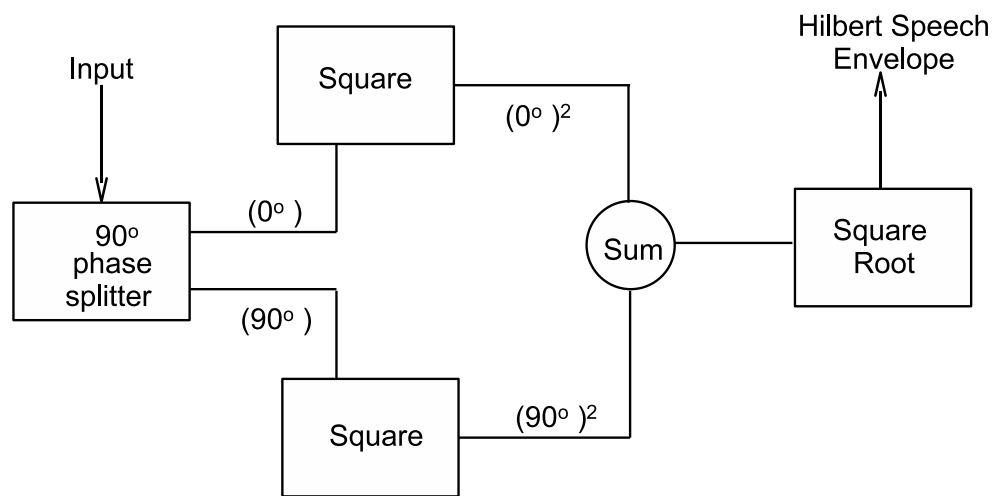 Input
Square
(0º )²
Hilbert Speech
Envelope
90º
phase
splitter
(0º )
(90º )
Sum
Square
Root
Square
(90º )²